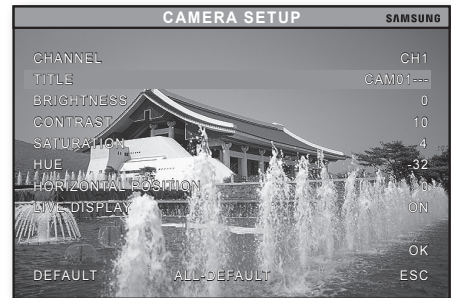 CAMERA SETUP SAMSUNG
CHANNEL CH1
TITLE CAM01---
BRIGHTNESS 0
CONTRAST 10
SATURATION 4
HUE -32
HORIZONTAL POSITION 0
LIVE DISPLAY ON
OK
DEFAULT ALL-DEFAULT ESC